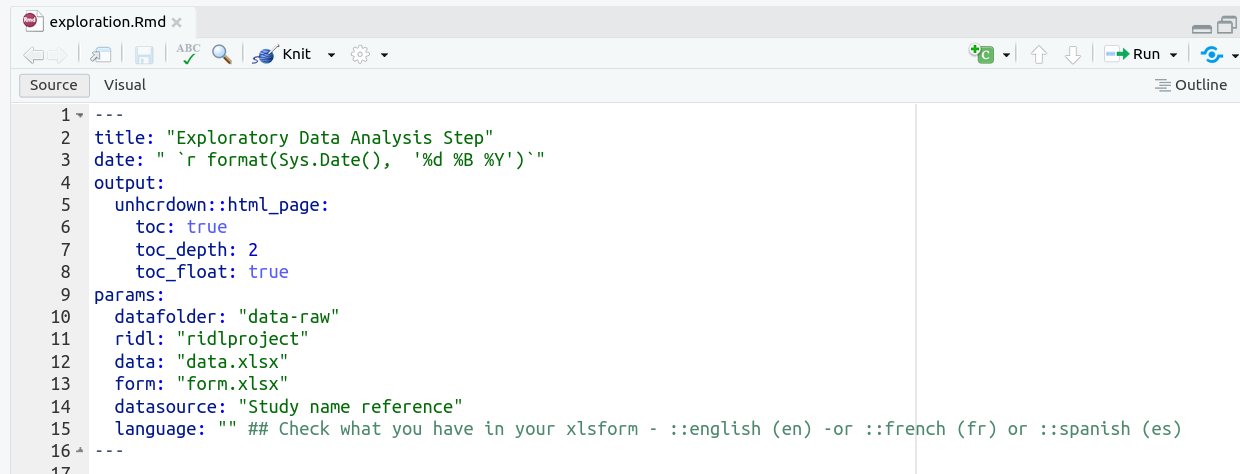 Rmd exploration.Rmd
ABC Knit C Run
Source Visual Outline
1 ---
2 title: "Exploratory Data Analysis Step"
3 date: " `r format(Sys.Date(),  '%d %B %Y')`"
4 output:
5   unhcrdown::html_page:
6     toc: true
7     toc_depth: 2
8     toc_float: true
9 params:
10   datafolder: "data-raw"
11   ridl: "ridlproject"
12   data: "data.xlsx"
13   form: "form.xlsx"
14   datasource: "Study name reference"
15   language: "" ## Check what you have in your xlsform - ::english (en) -or ::french (fr) or ::spanish (es)
16 ---
17